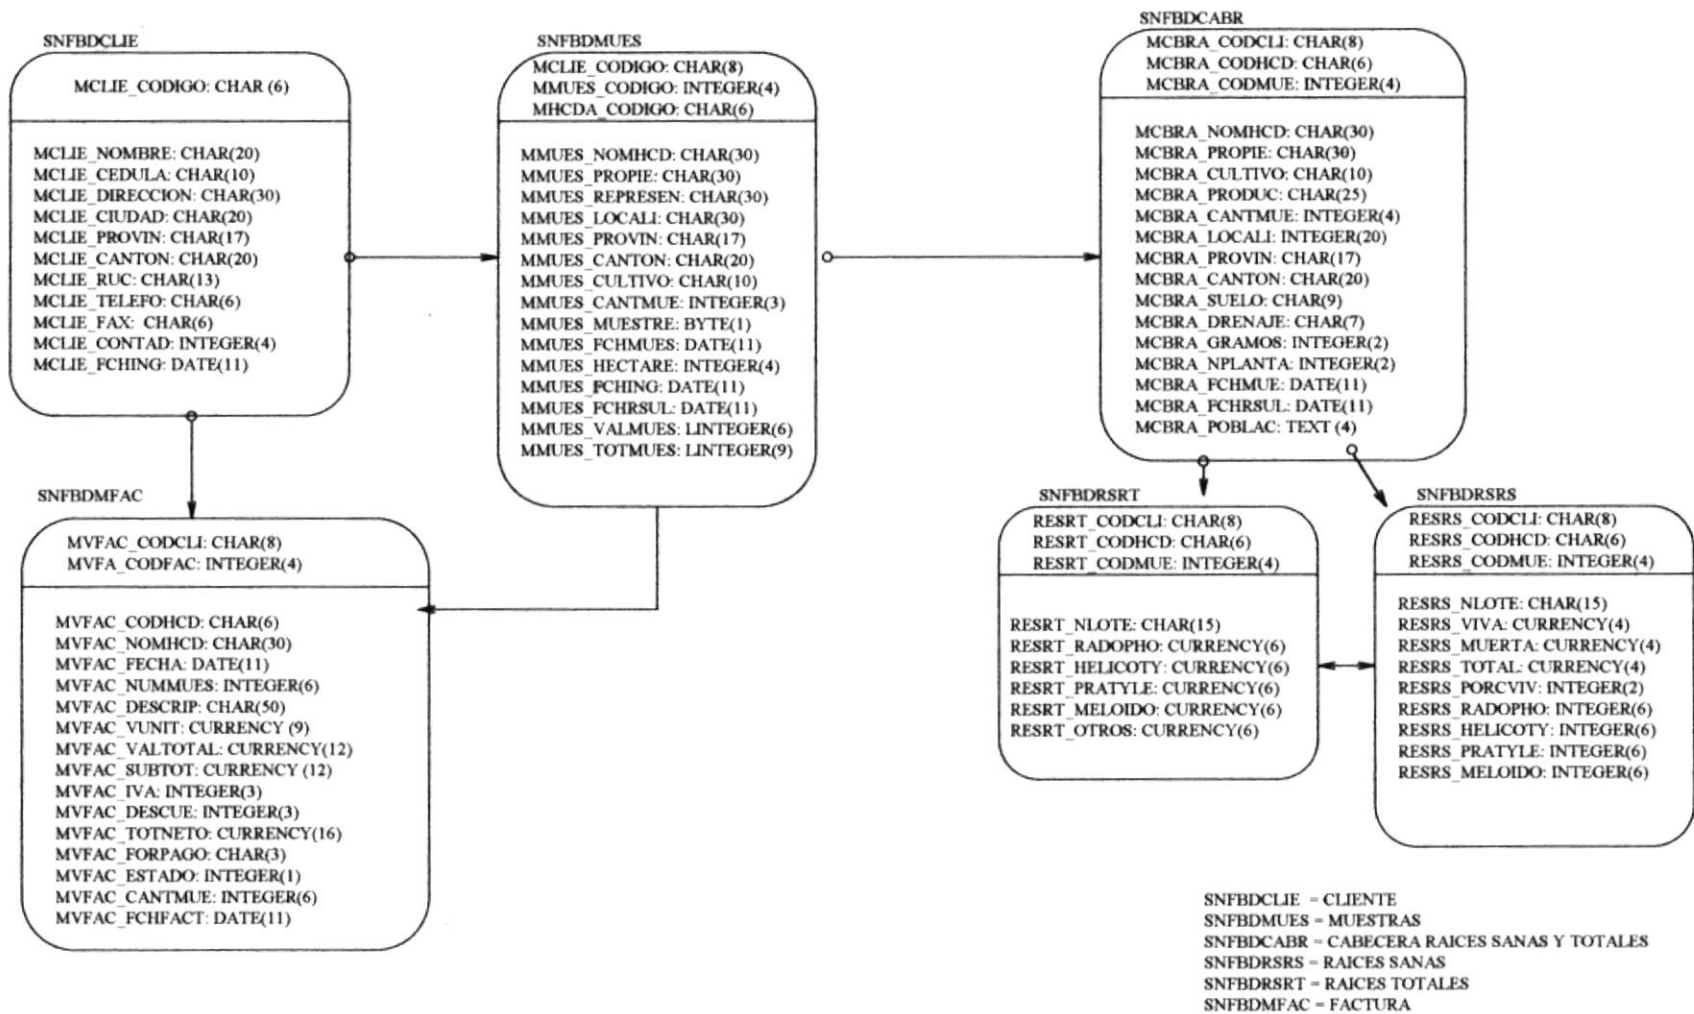 SNFBDCLIE
MCLIE_CODIGO: CHAR (6)
MCLIE_NOMBRE: CHAR(20)
MCLIE_CEDULA: CHAR(10)
MCLIE_DIRECCION: CHAR(30)
MCLIE_CIUDAD: CHAR(20)
MCLIE_PROVIN: CHAR(17)
MCLIE_CANTON: CHAR(20)
MCLIE_RUC: CHAR(13)
MCLIE_TELEFO: CHAR(6)
MCLIE_FAX: CHAR(6)
MCLIE_CONTAD: INTEGER(4)
MCLIE_FCHING: DATE(11)
SNFBDMUES
MCLIE_CODIGO: CHAR(8)
MMUES_CODIGO: INTEGER(4)
MHCDA_CODIGO: CHAR(6)
MMUES_NOMHCD: CHAR(30)
MMUES_PROPIE: CHAR(30)
MMUES_REPRESEN: CHAR(30)
MMUES_LOCALI: CHAR(30)
MMUES_PROVIN: CHAR(17)
MMUES_CANTON: CHAR(20)
MMUES_CULTIVO: CHAR(10)
MMUES_CANTMUE: INTEGER(3)
MMUES_MUESTRE: BYTE(1)
MMUES_FCHMUES: DATE(11)
MMUES_HECTARE: INTEGER(4)
MMUES_FCHING: DATE(11)
MMUES_FCHRSUL: DATE(11)
MMUES_VALMUES: LINTEGER(6)
MMUES_TOTMUES: LINTEGER(9)
SNFBDCABR
MCBRA_CODCLI: CHAR(8)
MCBRA_CODHCD: CHAR(6)
MCBRA_CODMUE: INTEGER(4)
MCBRA_NOMHCD: CHAR(30)
MCBRA_PROPIE: CHAR(30)
MCBRA_CULTIVO: CHAR(10)
MCBRA_PRODUC: CHAR(25)
MCBRA_CANTMUE: INTEGER(4)
MCBRA_LOCALI: INTEGER(20)
MCBRA_PROVIN: CHAR(17)
MCBRA_CANTON: CHAR(20)
MCBRA_SUELO: CHAR(9)
MCBRA_DRENAJE: CHAR(7)
MCBRA_GRAMOS: INTEGER(2)
MCBRA_NPLANTA: INTEGER(2)
MCBRA_FCHMUE: DATE(11)
MCBRA_FCHRSUL: DATE(11)
MCBRA_POBLAC: TEXT (4)
SNFBDMFAC
MVFAC_CODCLI: CHAR(8)
MVFA_CODFAC: INTEGER(4)
MVFAC_CODHCD: CHAR(6)
MVFAC_NOMHCD: CHAR(30)
MVFAC_FECHA: DATE(11)
MVFAC_NUMMUES: INTEGER(6)
MVFAC_DESCRIP: CHAR(50)
MVFAC_VUNIT: CURRENCY (9)
MVFAC_VALTOTAL: CURRENCY(12)
MVFAC_SUBTOT: CURRENCY (12)
MVFAC_IVA: INTEGER(3)
MVFAC_DESCUE: INTEGER(3)
MVFAC_TOTNETO: CURRENCY(16)
MVFAC_FORPAGO: CHAR(3)
MVFAC_ESTADO: INTEGER(1)
MVFAC_CANTMUE: INTEGER(6)
MVFAC_FCHFACT: DATE(11)
SNFBDRSRT
RESRT_CODCLI: CHAR(8)
RESRT_CODHCD: CHAR(6)
RESRT_CODMUE: INTEGER(4)
RESRT_NLOTE: CHAR(15)
RESRT_RADOPHO: CURRENCY(6)
RESRT_HELICOTY: CURRENCY(6)
RESRT_PRATYLE: CURRENCY(6)
RESRT_MELOIDO: CURRENCY(6)
RESRT_OTROS: CURRENCY(6)
SNFBDRSRS
RESRS_CODCLI: CHAR(8)
RESRS_CODHCD: CHAR(6)
RESRS_CODMUE: INTEGER(4)
RESRS_NLOTE: CHAR(15)
RESRS_VIVA: CURRENCY(4)
RESRS_MUERTA: CURRENCY(4)
RESRS_TOTAL: CURRENCY(4)
RESRS_PORCVIV: INTEGER(2)
RESRS_RADOPHO: INTEGER(6)
RESRS_HELICOTY: INTEGER(6)
RESRS_PRATYLE: INTEGER(6)
RESRS_MELOIDO: INTEGER(6)
SNFBDCLIE = CLIENTE
SNFBDMUES = MUESTRAS
SNFBDCABR = CABECERA RAICES SANAS Y TOTALES
SNFBDRSRS = RAICES SANAS
SNFBDRSRT = RAICES TOTALES
SNFBDMFAC = FACTURA